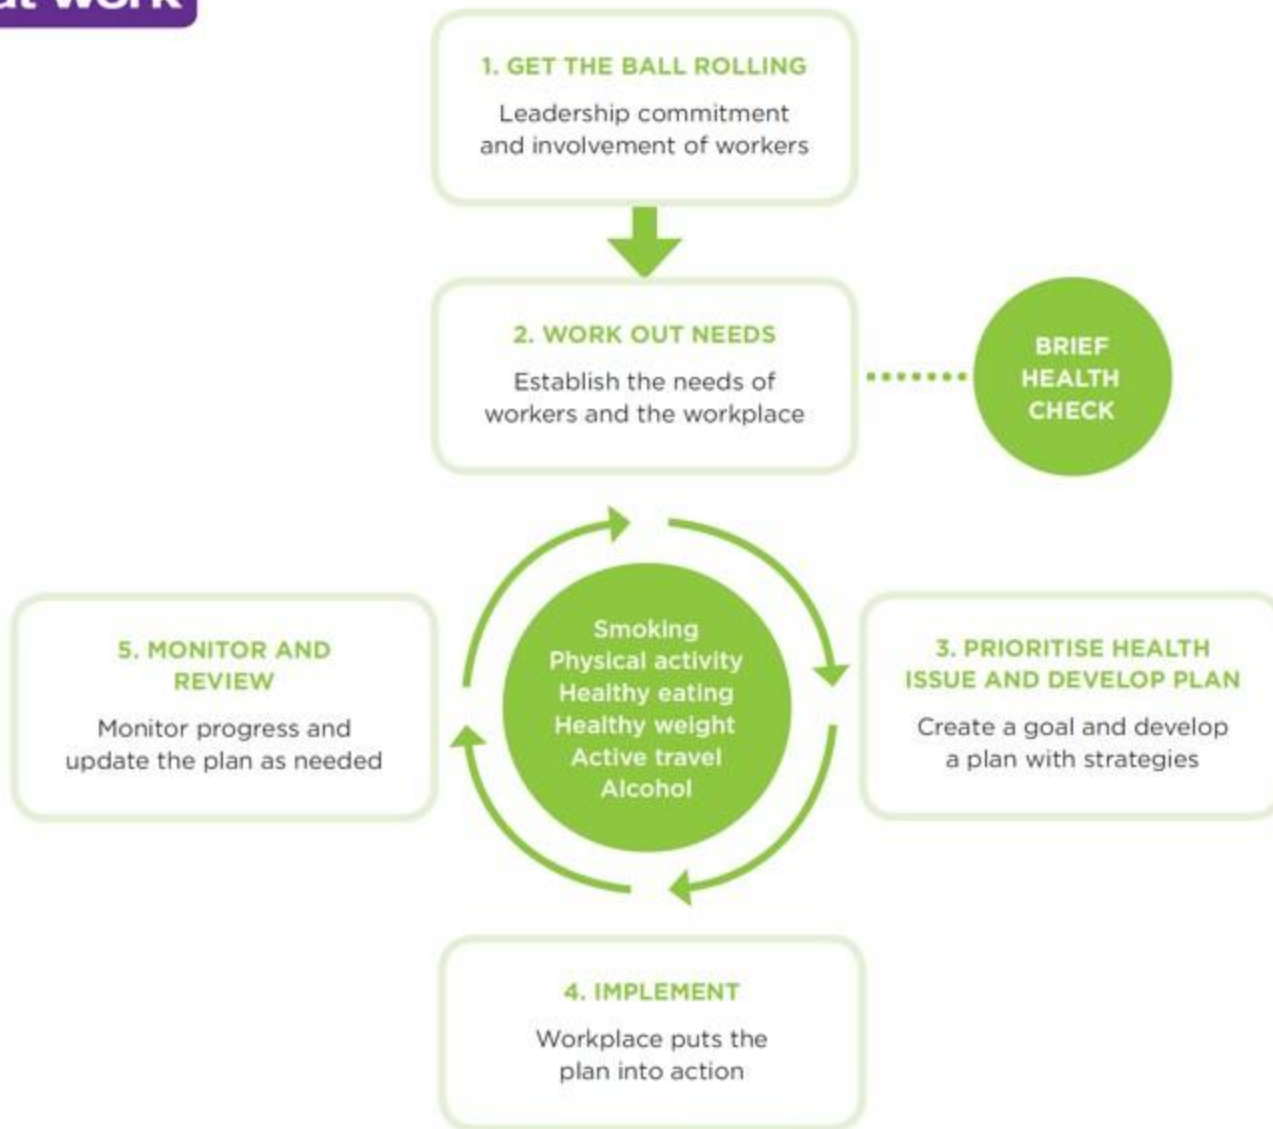 at work
1. GET THE BALL ROLLING
Leadership commitment
and involvement of workers
2. WORK OUT NEEDS
Establish the needs of
workers and the workplace
BRIEF
HEALTH
CHECK
Smoking
Physical activity
Healthy eating
Healthy weight
Active travel
Alcohol
3. PRIORITISE HEALTH
ISSUE AND DEVELOP PLAN
Create a goal and develop
a plan with strategies
4. IMPLEMENT
Workplace puts the
plan into action
5. MONITOR AND
REVIEW
Monitor progress and
update the plan as needed